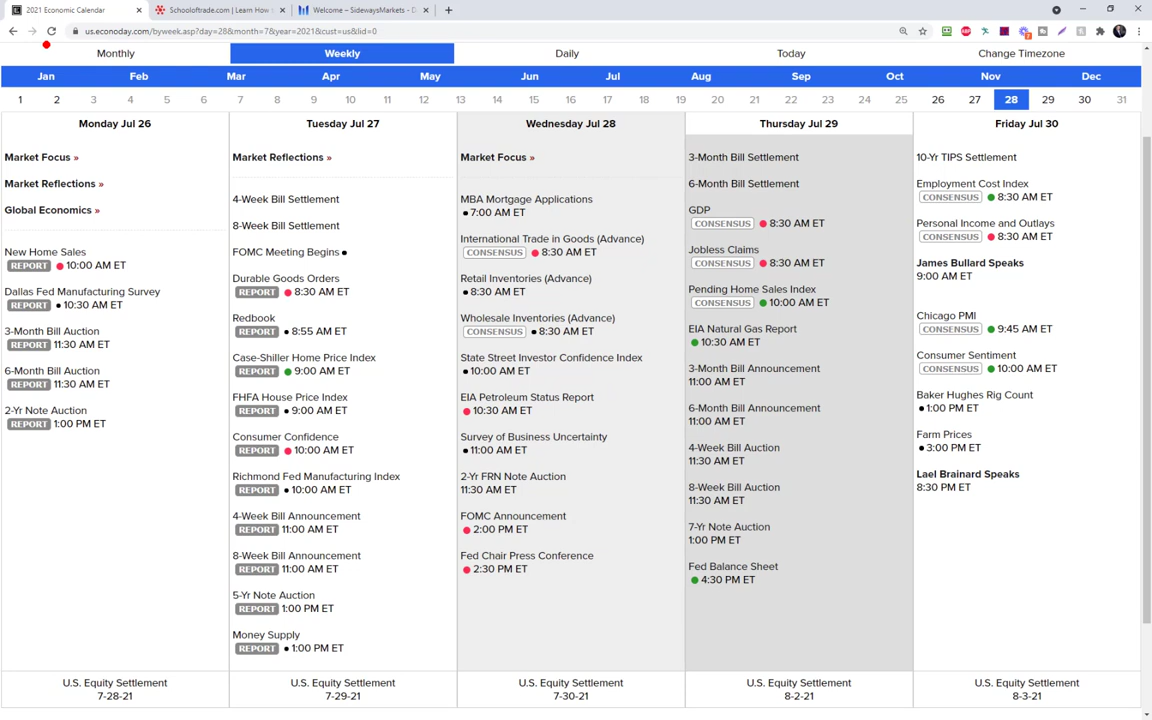 2021 Economic Calendar
Schooloftrade.com | Learn How t
Welcome – SidewaysMarkets - D
us.econoday.com/byweek.asp?day=28&month=7&year=2021&cust=us&lid=0
Monthly Weekly Daily Today Change Timezone
Jan Feb Mar Apr May Jun Jul Aug Sep Oct Nov Dec
1 2 3 4 5 6 7 8 9 10 11 12 13 14 15 16 17 18 19 20 21 22 23 24 25 26 27 28 29 30 31
Monday Jul 26
Market Focus »
Market Reflections »
Global Economics »
New Home Sales
REPORT 10:00 AM ET
Dallas Fed Manufacturing Survey
REPORT 10:30 AM ET
3-Month Bill Auction
REPORT 11:30 AM ET
6-Month Bill Auction
REPORT 11:30 AM ET
2-Yr Note Auction
REPORT 1:00 PM ET
U.S. Equity Settlement
7-28-21
Tuesday Jul 27
Market Reflections »
4-Week Bill Settlement
8-Week Bill Settlement
FOMC Meeting Begins
Durable Goods Orders
REPORT 8:30 AM ET
Redbook
REPORT 8:55 AM ET
Case-Shiller Home Price Index
REPORT 9:00 AM ET
FHFA House Price Index
REPORT 9:00 AM ET
Consumer Confidence
REPORT 10:00 AM ET
Richmond Fed Manufacturing Index
REPORT 10:00 AM ET
4-Week Bill Announcement
REPORT 11:00 AM ET
8-Week Bill Announcement
REPORT 11:00 AM ET
5-Yr Note Auction
REPORT 1:00 PM ET
Money Supply
REPORT 1:00 PM ET
U.S. Equity Settlement
7-29-21
Wednesday Jul 28
Market Focus »
MBA Mortgage Applications
7:00 AM ET
International Trade in Goods (Advance)
CONSENSUS 8:30 AM ET
Retail Inventories (Advance)
8:30 AM ET
Wholesale Inventories (Advance)
CONSENSUS 8:30 AM ET
State Street Investor Confidence Index
10:00 AM ET
EIA Petroleum Status Report
10:30 AM ET
Survey of Business Uncertainty
11:00 AM ET
2-Yr FRN Note Auction
11:30 AM ET
FOMC Announcement
2:00 PM ET
Fed Chair Press Conference
2:30 PM ET
U.S. Equity Settlement
7-30-21
Thursday Jul 29
3-Month Bill Settlement
6-Month Bill Settlement
GDP
CONSENSUS 8:30 AM ET
Jobless Claims
CONSENSUS 8:30 AM ET
Pending Home Sales Index
CONSENSUS 10:00 AM ET
EIA Natural Gas Report
10:30 AM ET
3-Month Bill Announcement
11:00 AM ET
6-Month Bill Announcement
11:00 AM ET
4-Week Bill Auction
11:30 AM ET
8-Week Bill Auction
11:30 AM ET
7-Yr Note Auction
1:00 PM ET
Fed Balance Sheet
4:30 PM ET
U.S. Equity Settlement
8-2-21
Friday Jul 30
10-Yr TIPS Settlement
Employment Cost Index
CONSENSUS 8:30 AM ET
Personal Income and Outlays
CONSENSUS 8:30 AM ET
James Bullard Speaks
9:00 AM ET
Chicago PMI
CONSENSUS 9:45 AM ET
Consumer Sentiment
CONSENSUS 10:00 AM ET
Baker Hughes Rig Count
1:00 PM ET
Farm Prices
3:00 PM ET
Lael Brainard Speaks
8:30 PM ET
U.S. Equity Settlement
8-3-21